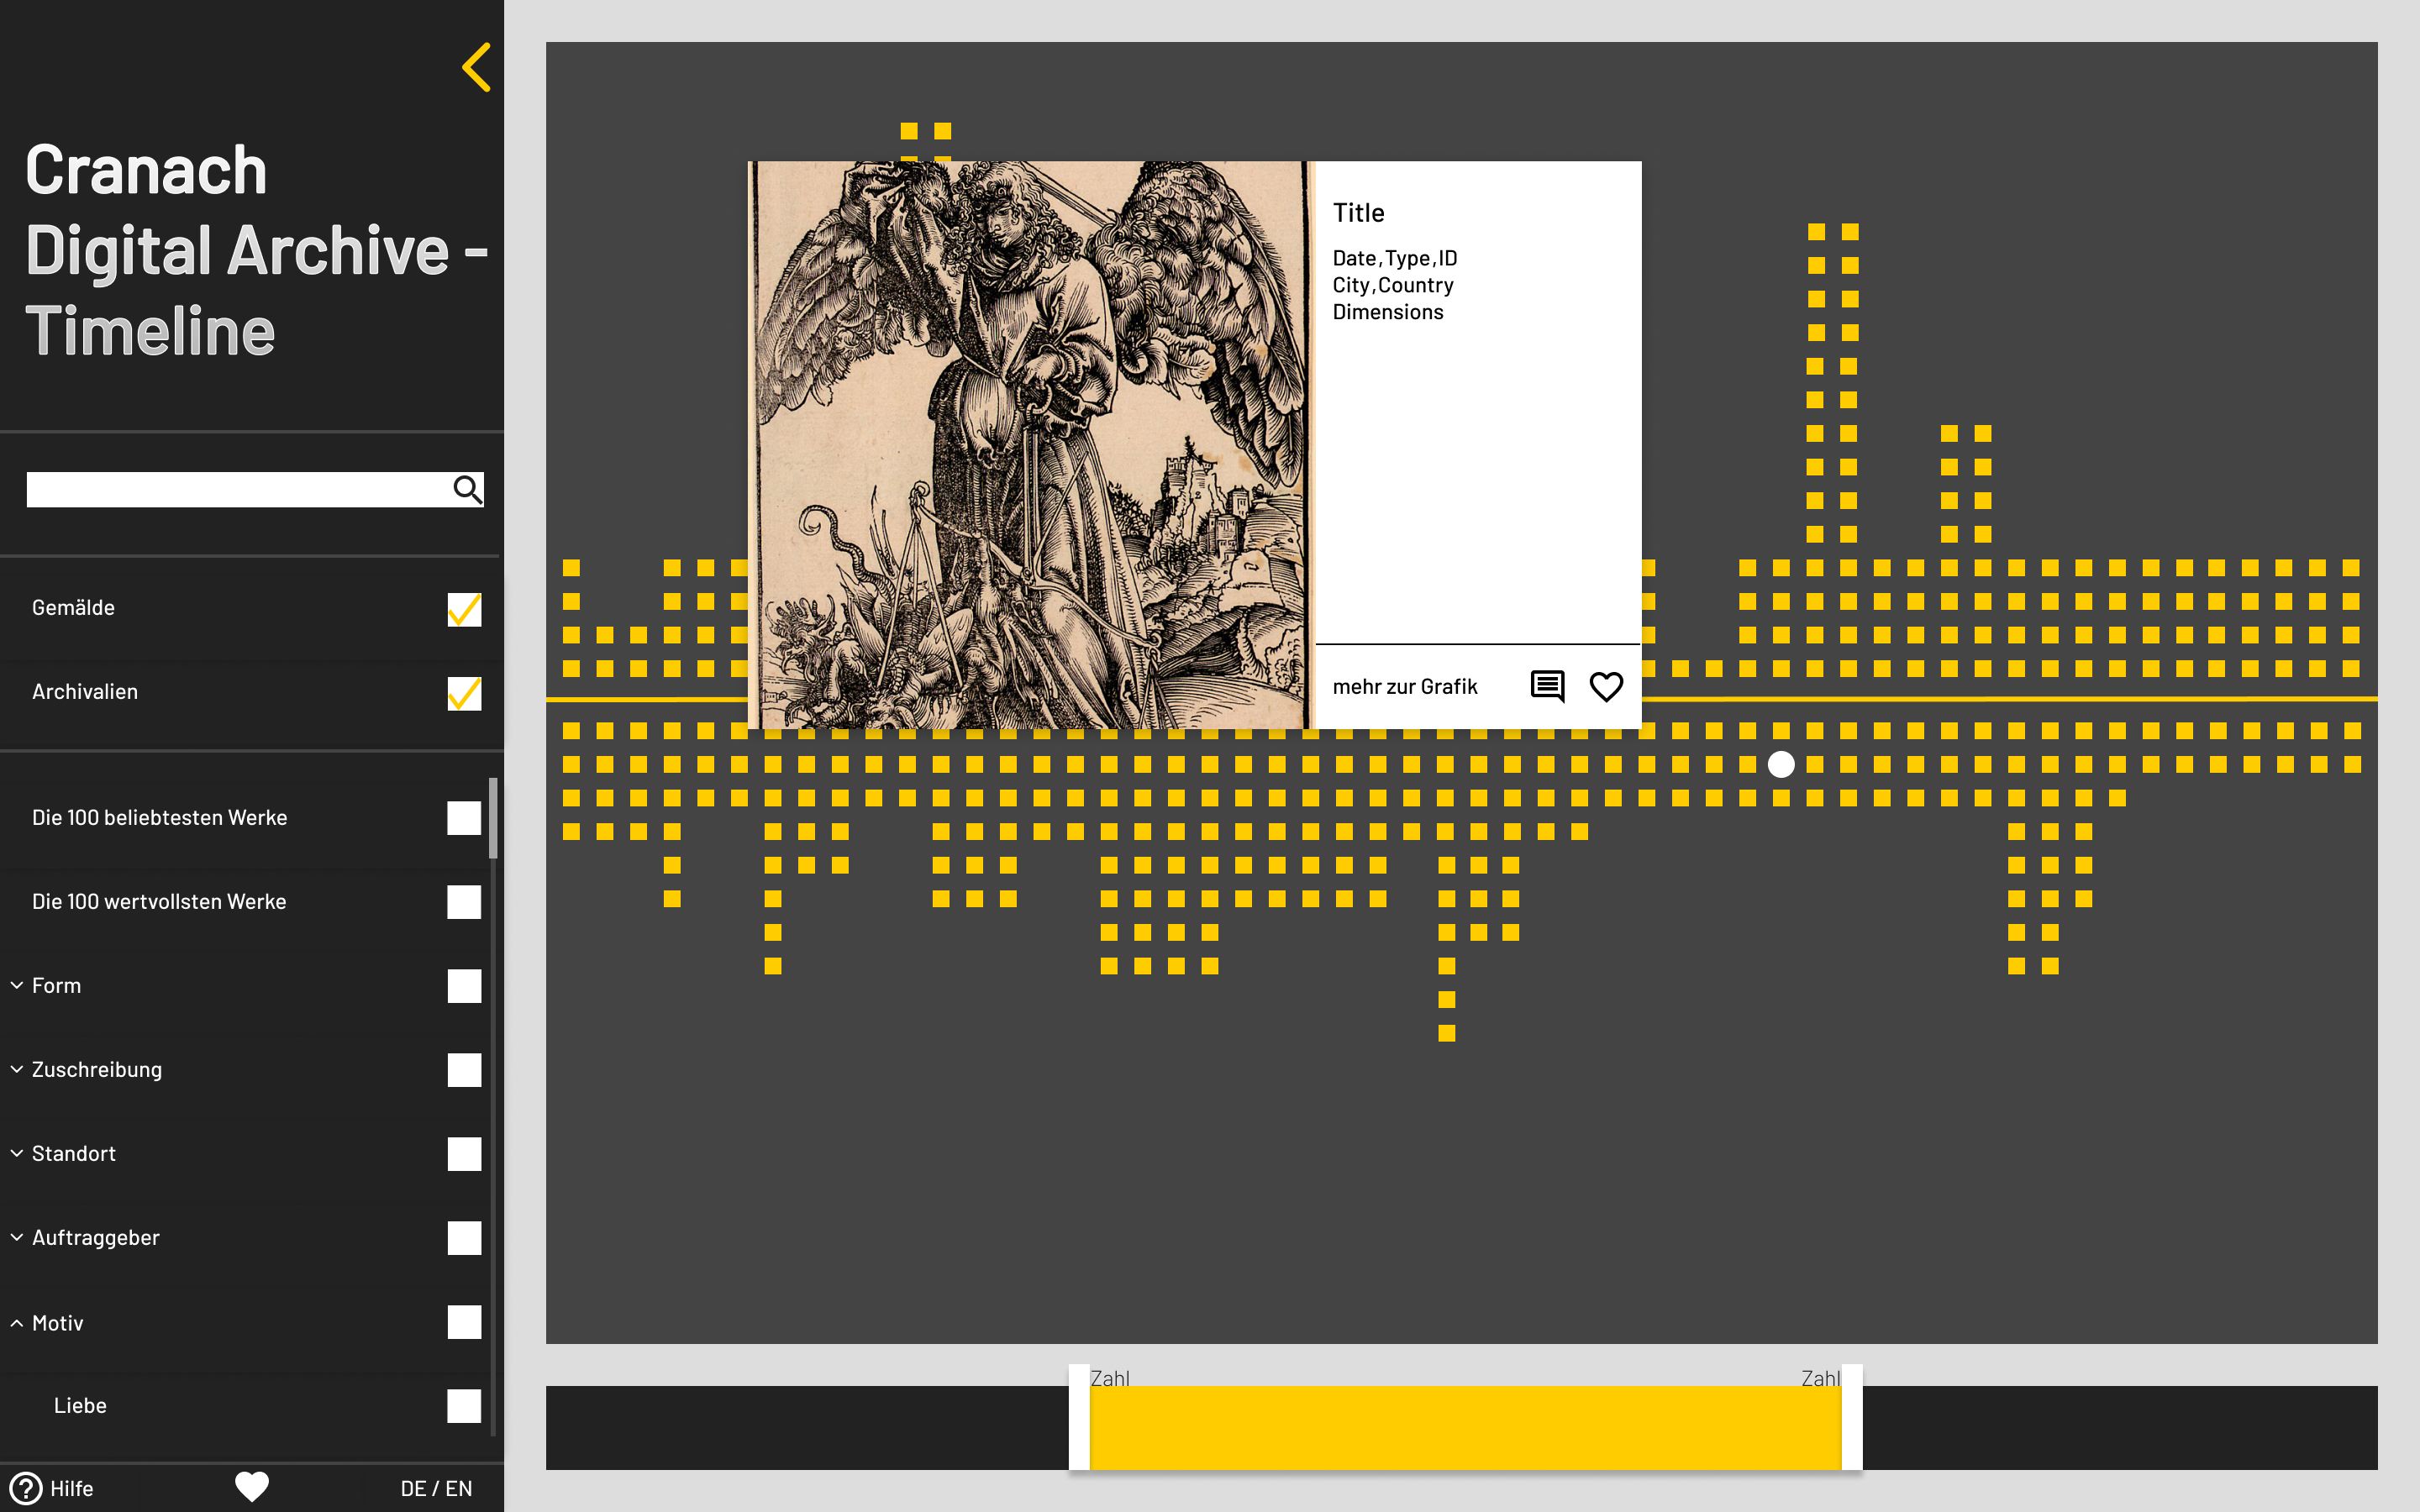 Cranach
Digital Archive -
Timeline
Gemälde
Archivalien
Die 100 beliebtesten Werke
Die 100 wertvollsten Werke
Form
Zuschreibung
Standort
Auftraggeber
Motiv
Liebe
Hilfe
DE / EN
Title
Date,Type,ID
City,Country
Dimensions
mehr zur Grafik
Zahl
Zahl